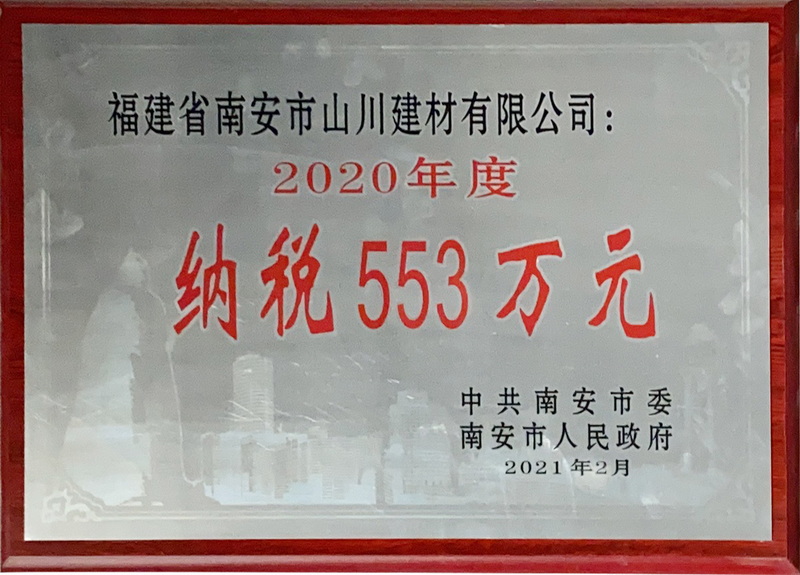 福建省南安市山川建材有限公司：
2020年度
纳税553万元
中共南安市委
南安市人民政府
2021年2月